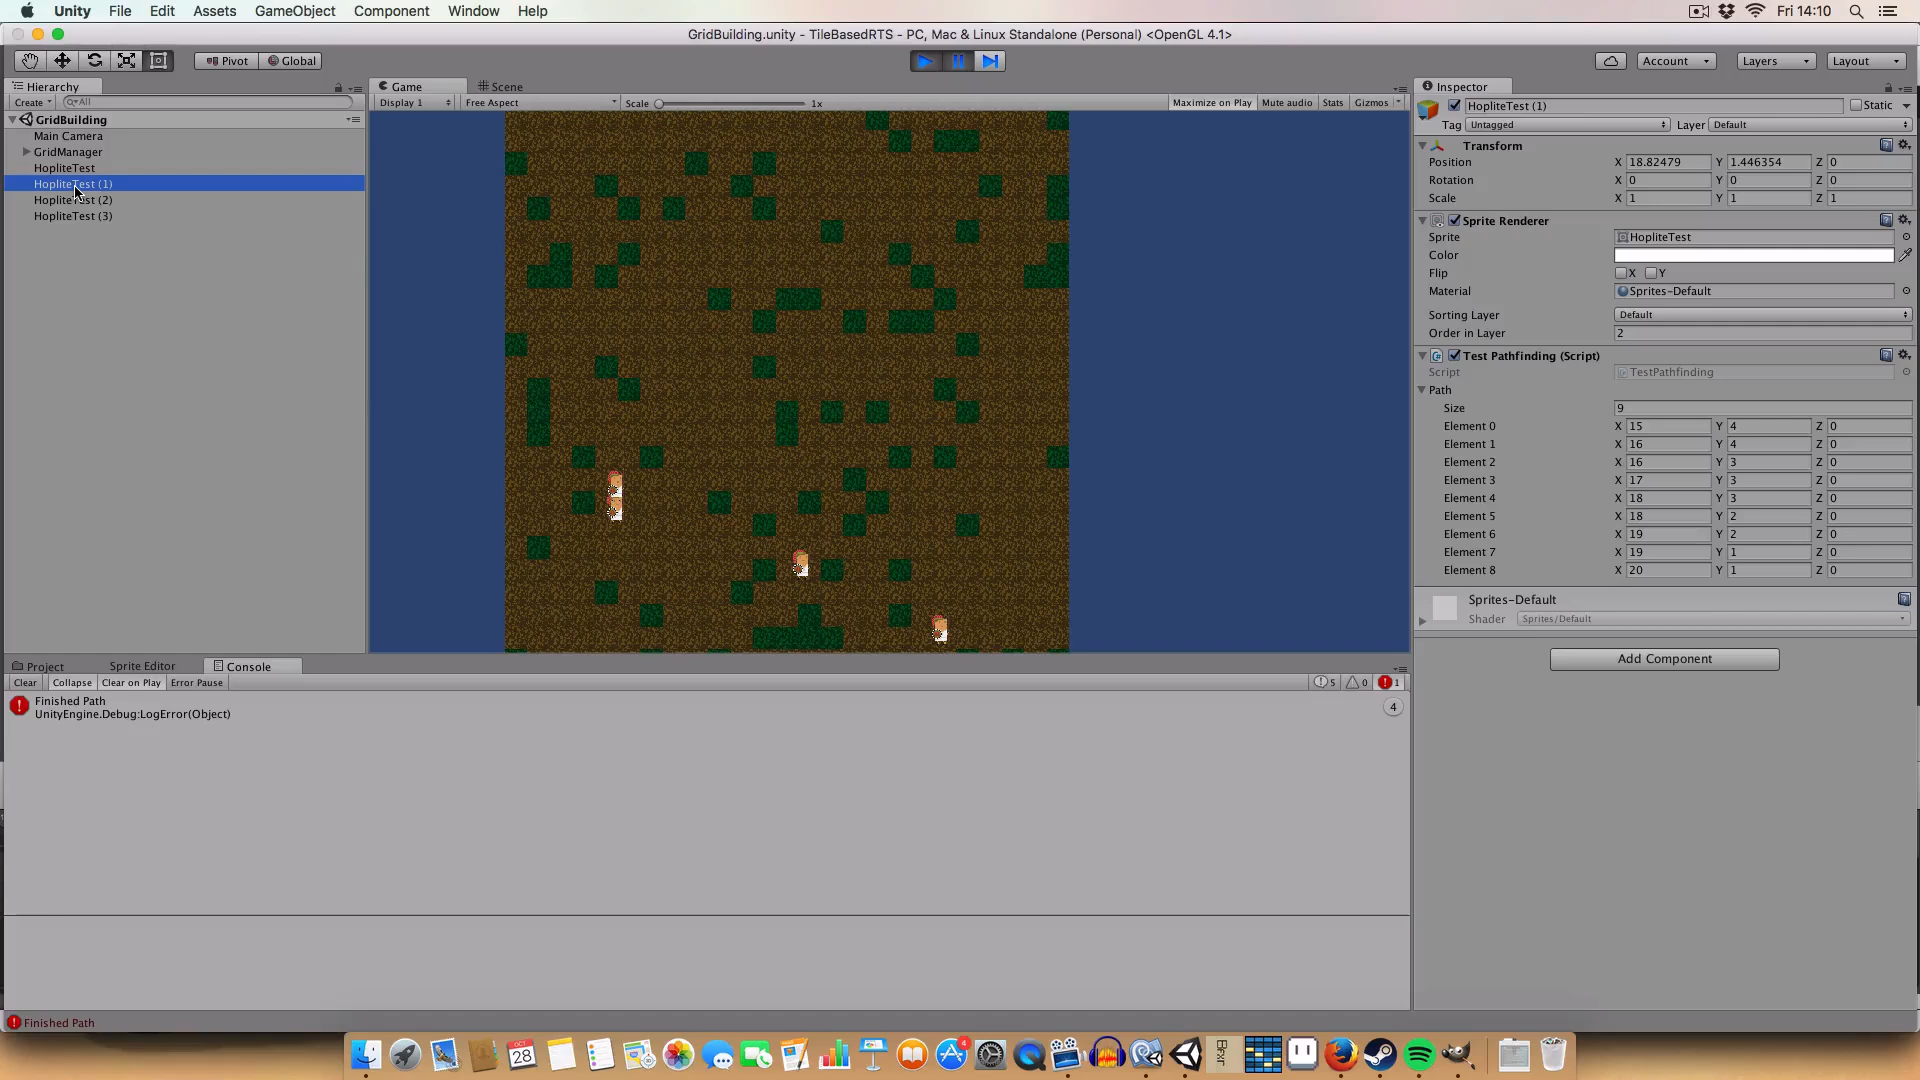 Unity File Edit Assets GameObject Component Window Help Fri 14:10
GridBuilding.unity - TileBasedRTS - PC, Mac & Linux Standalone (Personal) <OpenGL 4.1>
Pivot Global Account Layers Layout
Hierarchy
Create All
GridBuilding
Main Camera
GridManager
HopliteTest
HopliteTest (1)
HopliteTest (2)
HopliteTest (3)
Game Scene
Display 1 Free Aspect Scale 1x Maximize on Play Mute audio Stats Gizmos
Inspector
HopliteTest (1) Static
Tag Untagged Layer Default
Transform
Position X 18.82479 Y 1.446354 Z 0
Rotation X 0 Y 0 Z 0
Scale X 1 Y 1 Z 1
Sprite Renderer
Sprite HopliteTest
Color
Flip X Y
Material Sprites-Default
Sorting Layer Default
Order in Layer 2
Test Pathfinding (Script)
Script TestPathfinding
Path
Size 9
Element 0 X 15 Y 4 Z 0
Element 1 X 16 Y 4 Z 0
Element 2 X 16 Y 3 Z 0
Element 3 X 17 Y 3 Z 0
Element 4 X 18 Y 3 Z 0
Element 5 X 18 Y 2 Z 0
Element 6 X 19 Y 2 Z 0
Element 7 X 19 Y 1 Z 0
Element 8 X 20 Y 1 Z 0
Sprites-Default
Shader Sprites/Default
Add Component
Project Sprite Editor Console
Clear Collapse Clear on Play Error Pause 5 0 1
Finished Path
UnityEngine.Debug:LogError(Object)
4
Finished Path
OCT
28
4